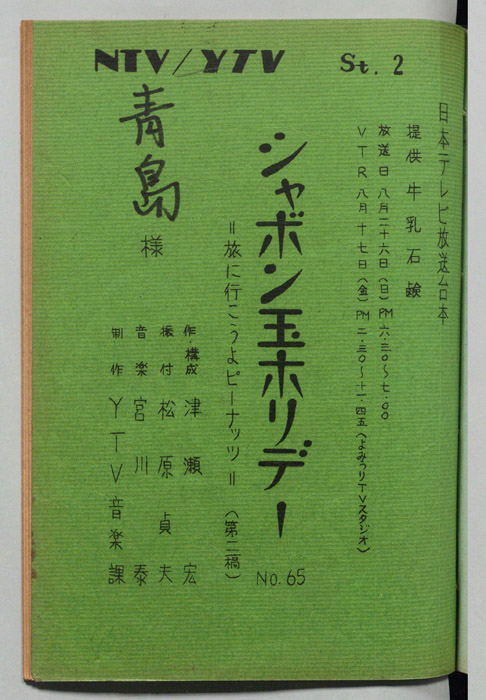 NTV/YTV
St. 2
日本テレビ放送台本
提供 牛乳石鹸
放送日 八月二十六日(日)PM 六・三〇〜七・〇〇
VTR 八月十七日(金)PM 二・三〇〜十一・四五(よみうりTVスタジオ)
シャボン玉ホリデー
No. 65
=旅に行こうよピーナッツ=(第二稿)
作・構成 津瀬 宏
振付 松原貞夫
音楽 宮川 泰
制作 YTV音楽課
青島様